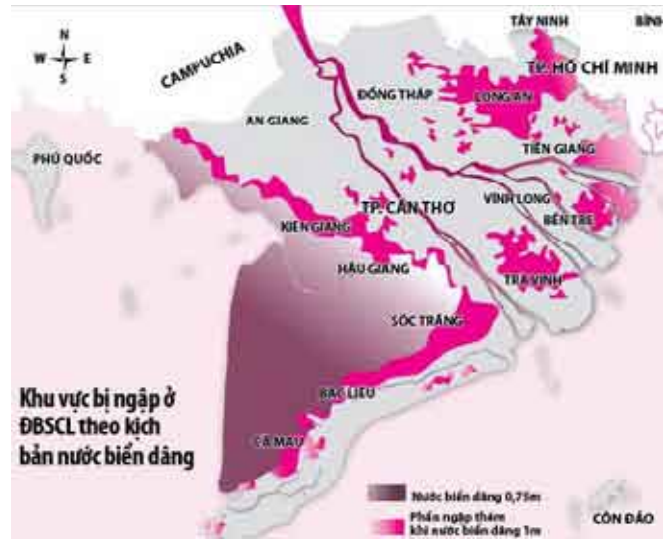 N
W E
S
CAMPUCHIA
TÂY NINH
BÌNH
TP. HỒ CHÍ MINH
ĐỒNG THÁP
LONG AN
AN GIANG
TIỀN GIANG
PHÚ QUỐC
VĨNH LONG
TP. CẦN THƠ
BẾN TRE
KIÊN GIANG
HẬU GIANG
TRÀ VINH
SÓC TRĂNG
BẠC LIÊU
CÀ MAU
Khu vực bị ngập ở
ĐBSCL theo kịch
bản nước biển dâng
Nước biển dâng 0,75m
Phần ngập thêm
khi nước biển dâng 1m
CÔN ĐẢO